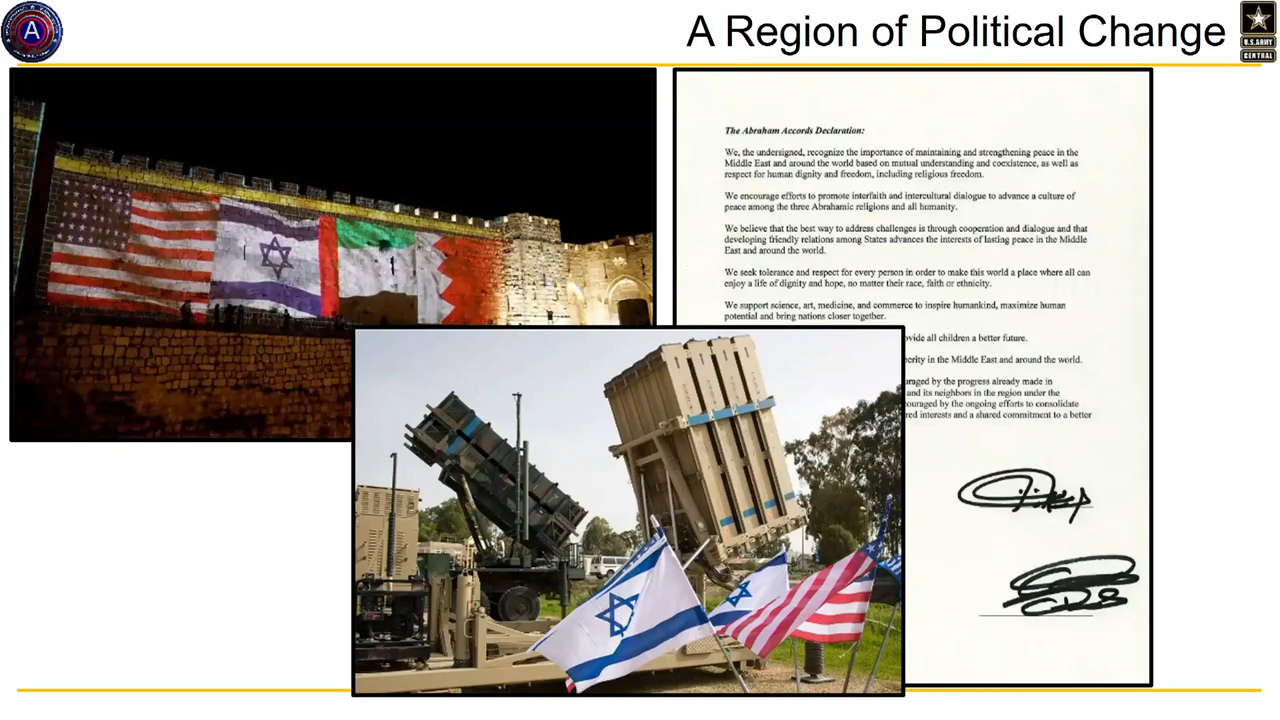 A Region of Political Change
A
U.S. ARMY
CENTRAL
The Abraham Accords Declaration:
We, the undersigned, recognize the importance of maintaining and strengthening peace in the
Middle East and around the world based on mutual understanding and coexistence, as well as
respect for human dignity and freedom, including religious freedom.
We encourage efforts to promote interfaith and intercultural dialogue to advance a culture of
peace among the three Abrahamic religions and all humanity.
We believe that the best way to address challenges is through cooperation and dialogue and that
developing friendly relations among States advances the interests of lasting peace in the Middle
East and around the world.
We seek tolerance and respect for every person in order to make this world a place where all can
enjoy a life of dignity and hope, no matter their race, faith or ethnicity.
We support science, art, medicine, and commerce to inspire humankind, maximize human
potential and bring nations closer together.
ovide all children a better future.
erity in the Middle East and around the world.
uraged by the progress already made in
and its neighbors in the region under the
couraged by the ongoing efforts to consolidate
red interests and a shared commitment to a better